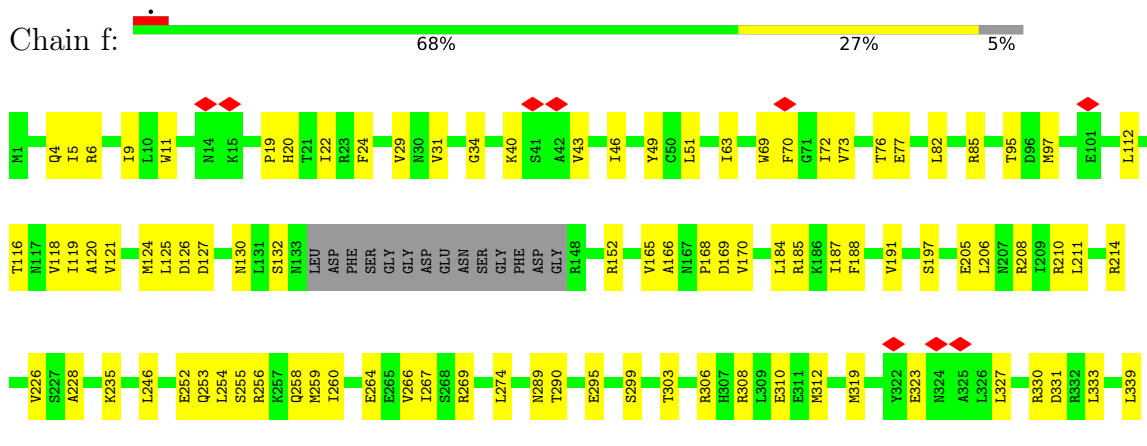 Chain f:
•
68% 27% 5%
M1 Q4 I5 R6 I9 L10 W11 N14 K15 P19 H20 T21 I22 R23 F24 V29 N30 V31 G34 K40 S41 A42 V43 I46 Y49 C50 L51 I63 W69 F70 G71 I72 V73 T76 E77 L82 R85 T95 D96 M97 E101 L112
T116 N117 V118 I119 A120 V121 M124 L125 D126 D127 N130 L131 S132 N133 LEU ASP PHE SER GLY GLY ASP GLU ASN SER GLY PHE ASP GLY R148 R152 V165 A166 N167 P168 D169 V170 L184 R185 K186 I187 F188 V191 S197 E205 L206 N207 R208 I209 R210 L211 R214
V226 S227 A228 K235 L246 E252 Q253 L254 S255 R256 K257 Q258 M259 I260 E264 E265 V266 I267 S268 R269 L274 N289 T290 E295 S299 T303 R306 H307 R308 L309 E310 E311 M312 M319 Y322 E323 N324 A325 L326 L327 R330 D331 R332 L333 L339